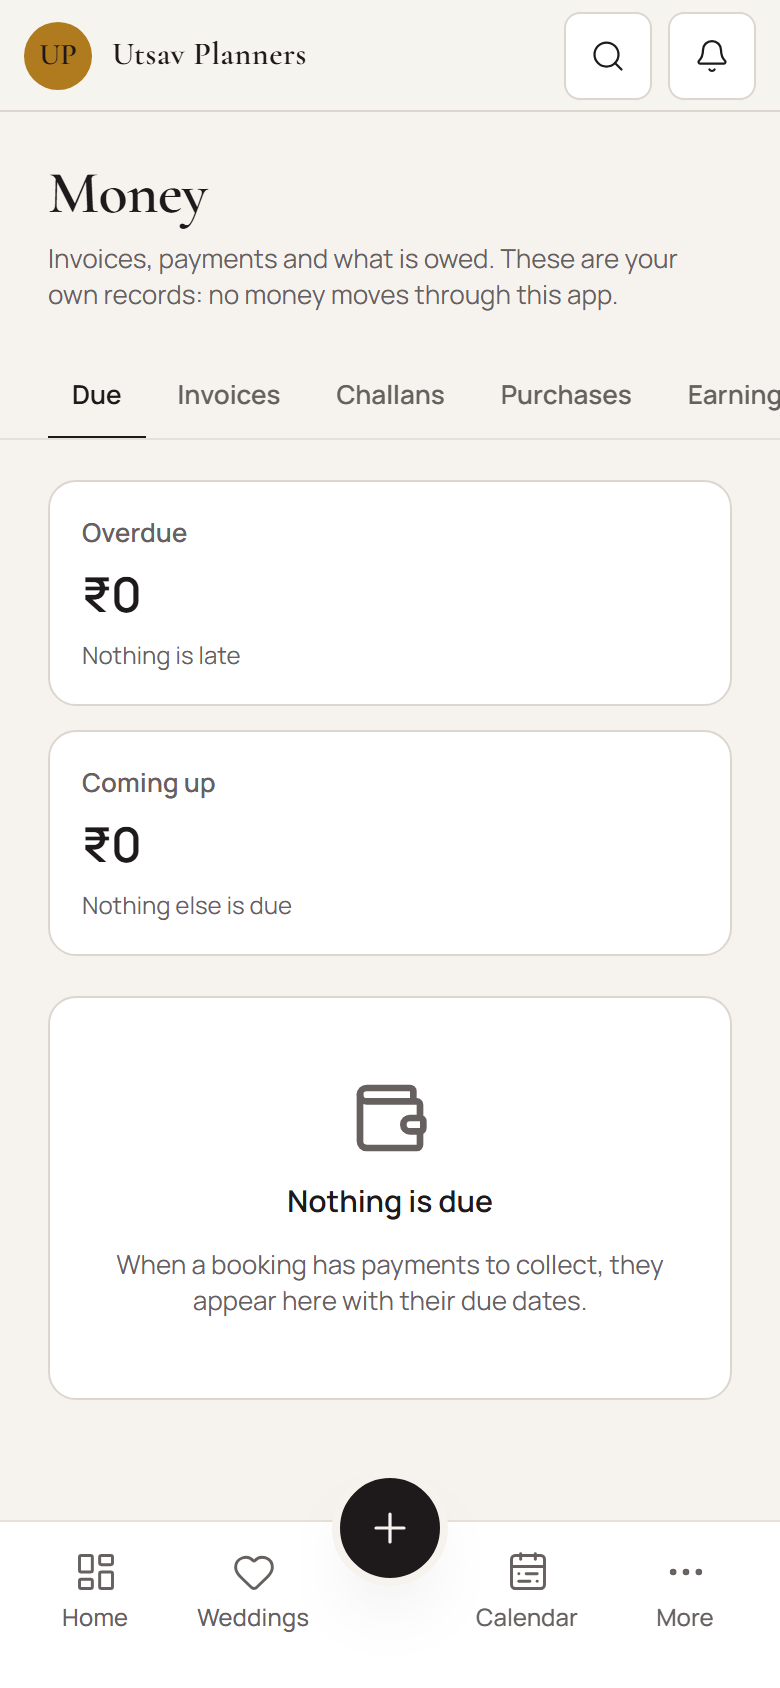 UP Utsav Planners
Money
Invoices, payments and what is owed. These are your
own records: no money moves through this app.
Due Invoices Challans Purchases Earning
Overdue
₹0
Nothing is late
Coming up
₹0
Nothing else is due
Nothing is due
When a booking has payments to collect, they
appear here with their due dates.
Home Weddings Calendar More